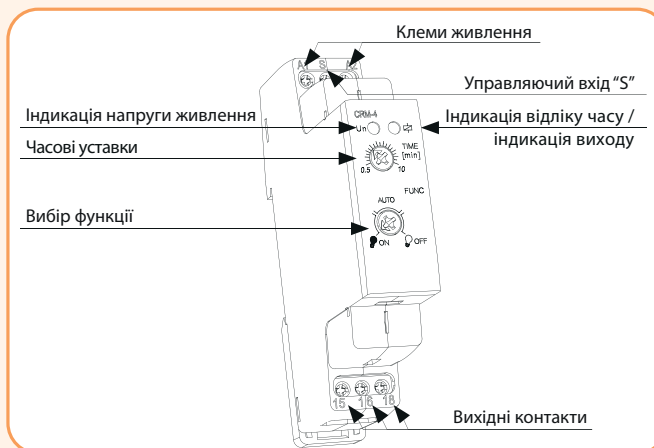 Клеми живлення
A1 S A2
Управляючий вхід “S”
Індикація напруги живлення
Індикація відліку часу /
індикація виходу
CRM-4
Un
Часові уставки
TIME
[min]
0.5 10
FUNC
Вибір функції
AUTO
ON OFF
15 16 18
Вихідні контакти